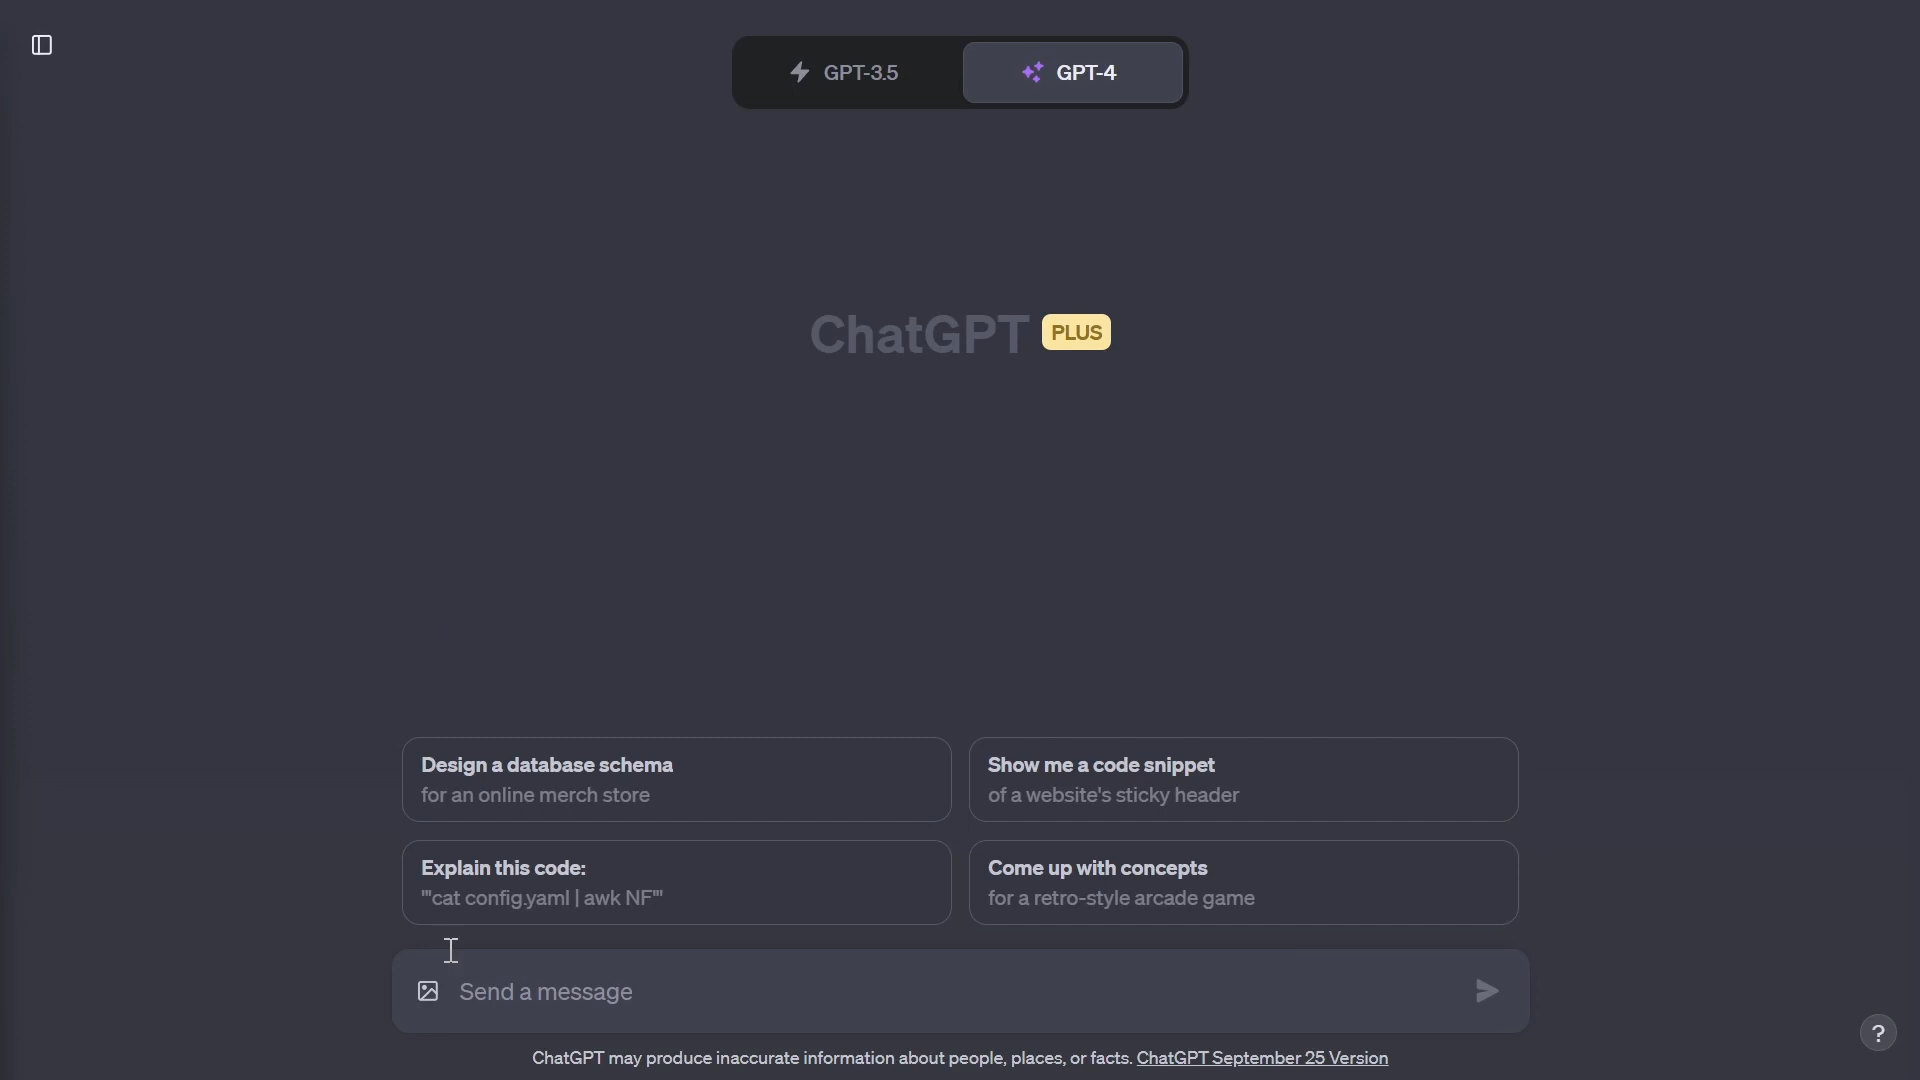 GPT-3.5
GPT-4
ChatGPT PLUS
Design a database schema
for an online merch store
Show me a code snippet
of a website's sticky header
Explain this code:
"'cat config.yaml | awk NF'"
Come up with concepts
for a retro-style arcade game
Send a message
?
ChatGPT may produce inaccurate information about people, places, or facts. ChatGPT September 25 Version